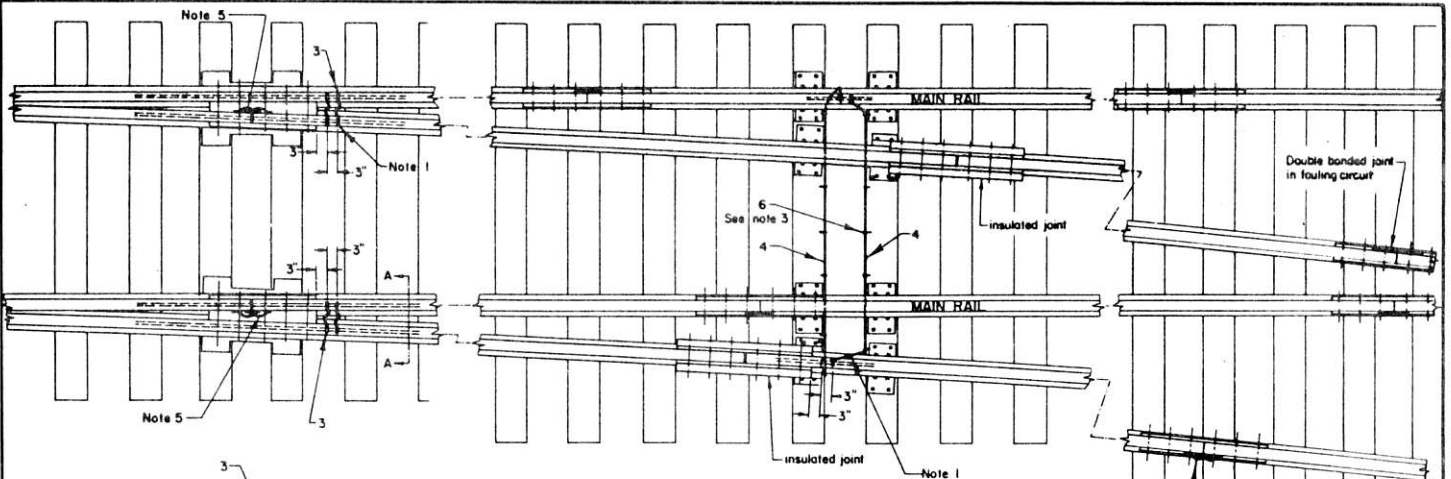 Note 5
3
MAIN RAIL
3"
3"
Note 1
Double bonded joint
in fouling circuit
7
insulated joint
6
See note 3
4
4
3"
3"
A
A
MAIN RAIL
Note 5
3
3
3"
3"
insulated joint
Note 1
3